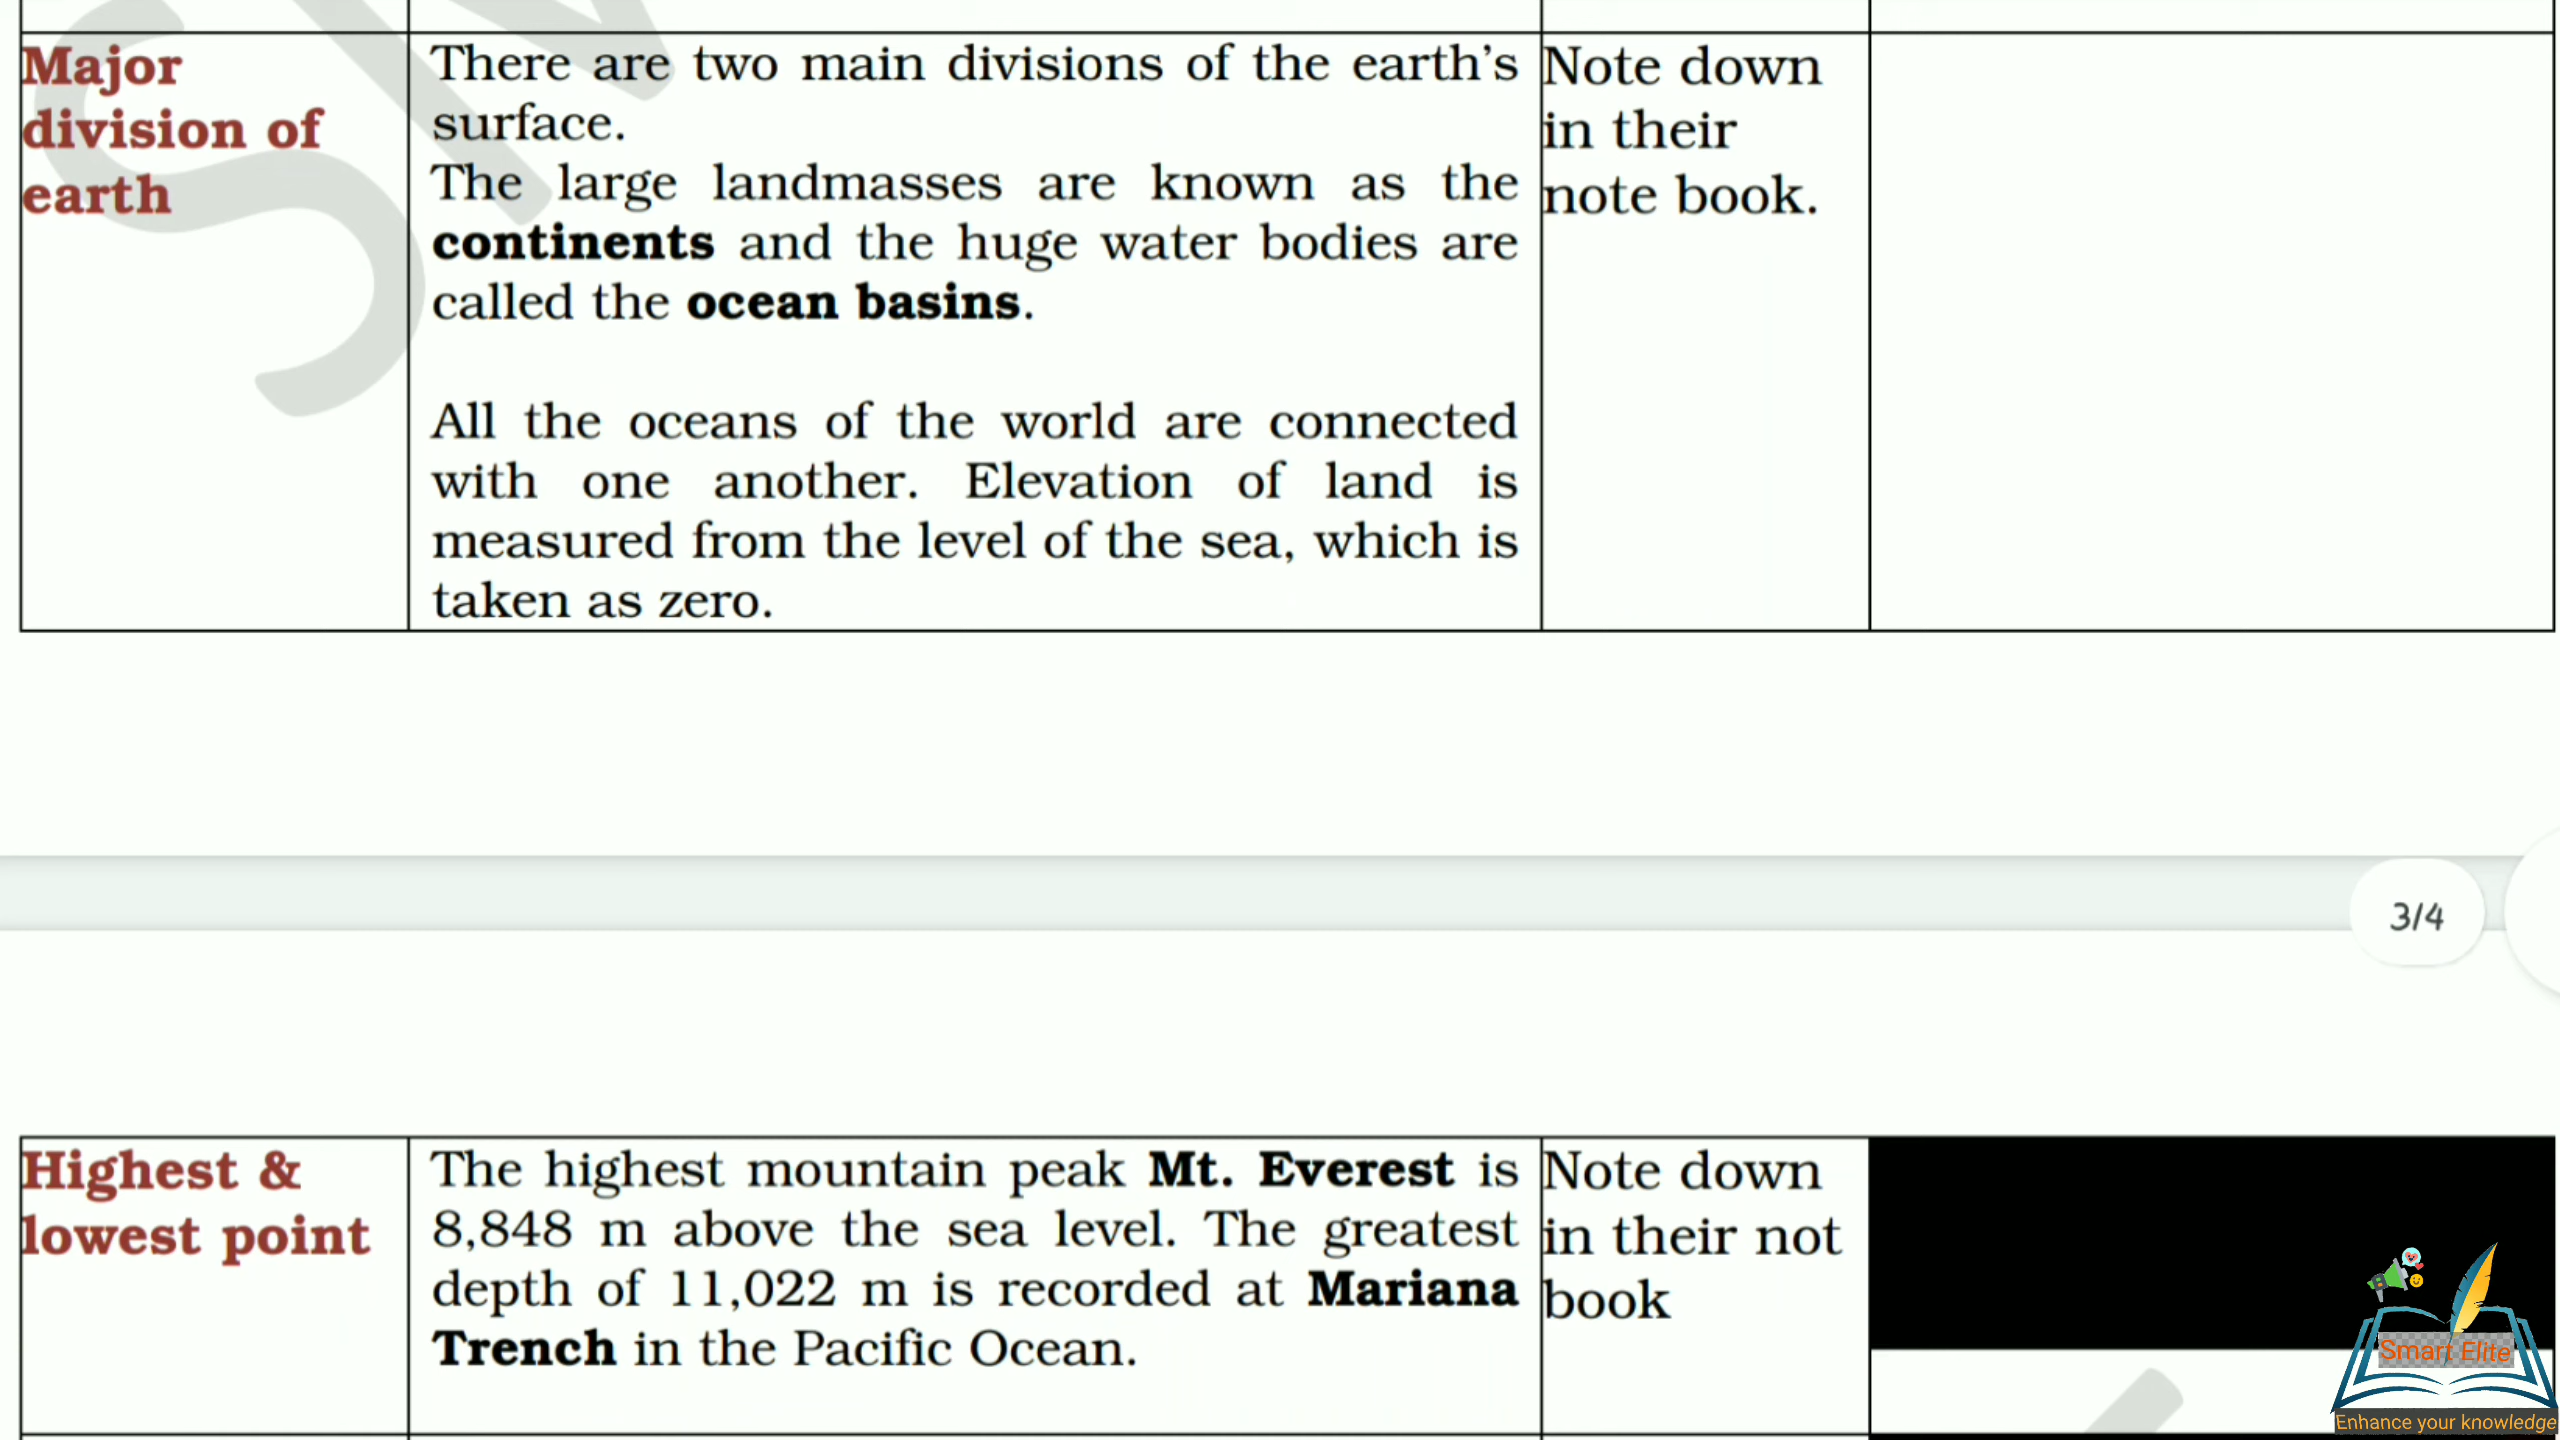 Major
division of
earth
There are two main divisions of the earth’s
surface.
The large landmasses are known as the
continents and the huge water bodies are
called the ocean basins.
All the oceans of the world are connected
with one another. Elevation of land is
measured from the level of the sea, which is
taken as zero.
Note down
in their
note book.
3/4
Highest &
lowest point
The highest mountain peak Mt. Everest is
8,848 m above the sea level. The greatest
depth of 11,022 m is recorded at Mariana
Trench in the Pacific Ocean.
Note down
in their not
book
Smart Elite
Enhance your knowledge